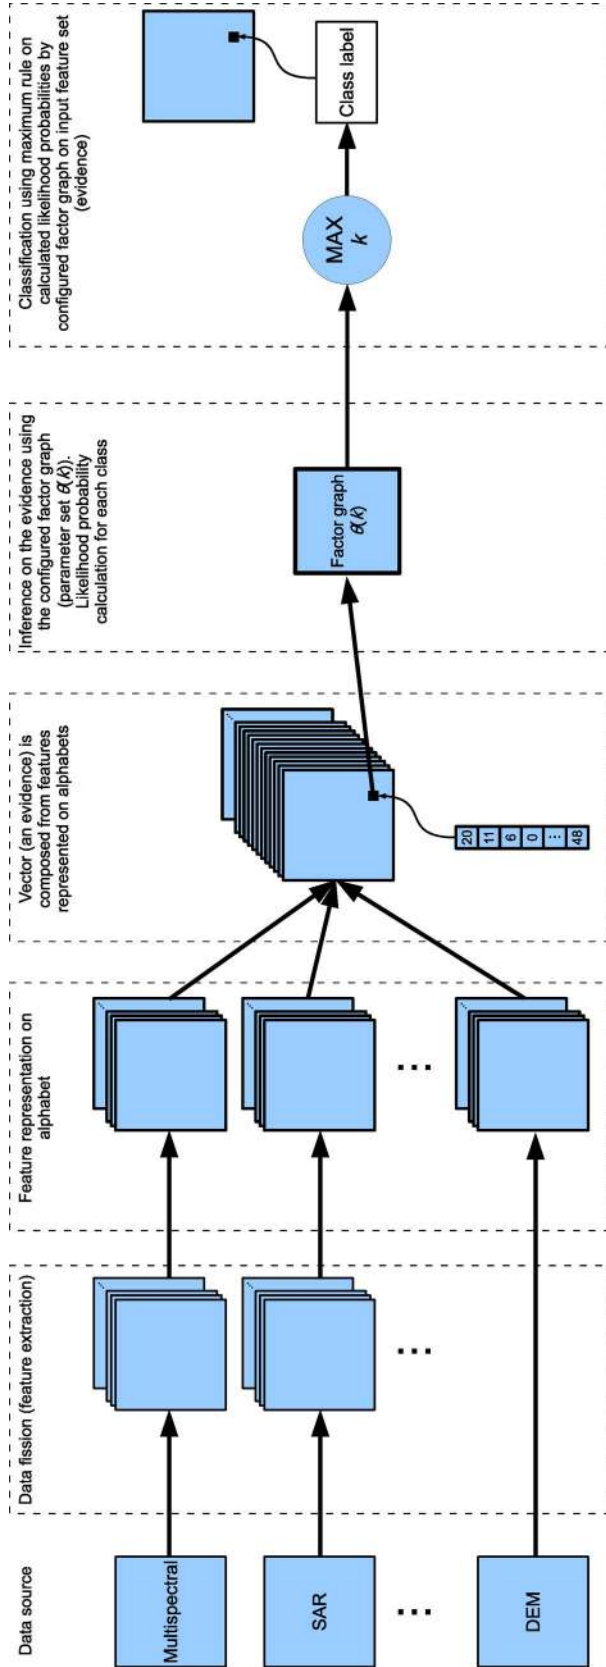 Data source
Multispectral
SAR
...
DEM
Data fission (feature extraction)
...
Feature representation on
alphabet
...
Vector (an evidence) is
composed from features
represented on alphabets
20
11
6
0
...
48
Inference on the evidence using
the configured factor graph
(parameter set θ(k)).
Likelihood probability
calculation for each class
Factor graph
θ(k)
Classification using maximum rule on
calculated likelihood probabilities by
configured factor graph on input feature set
(evidence)
MAX
k
Class label